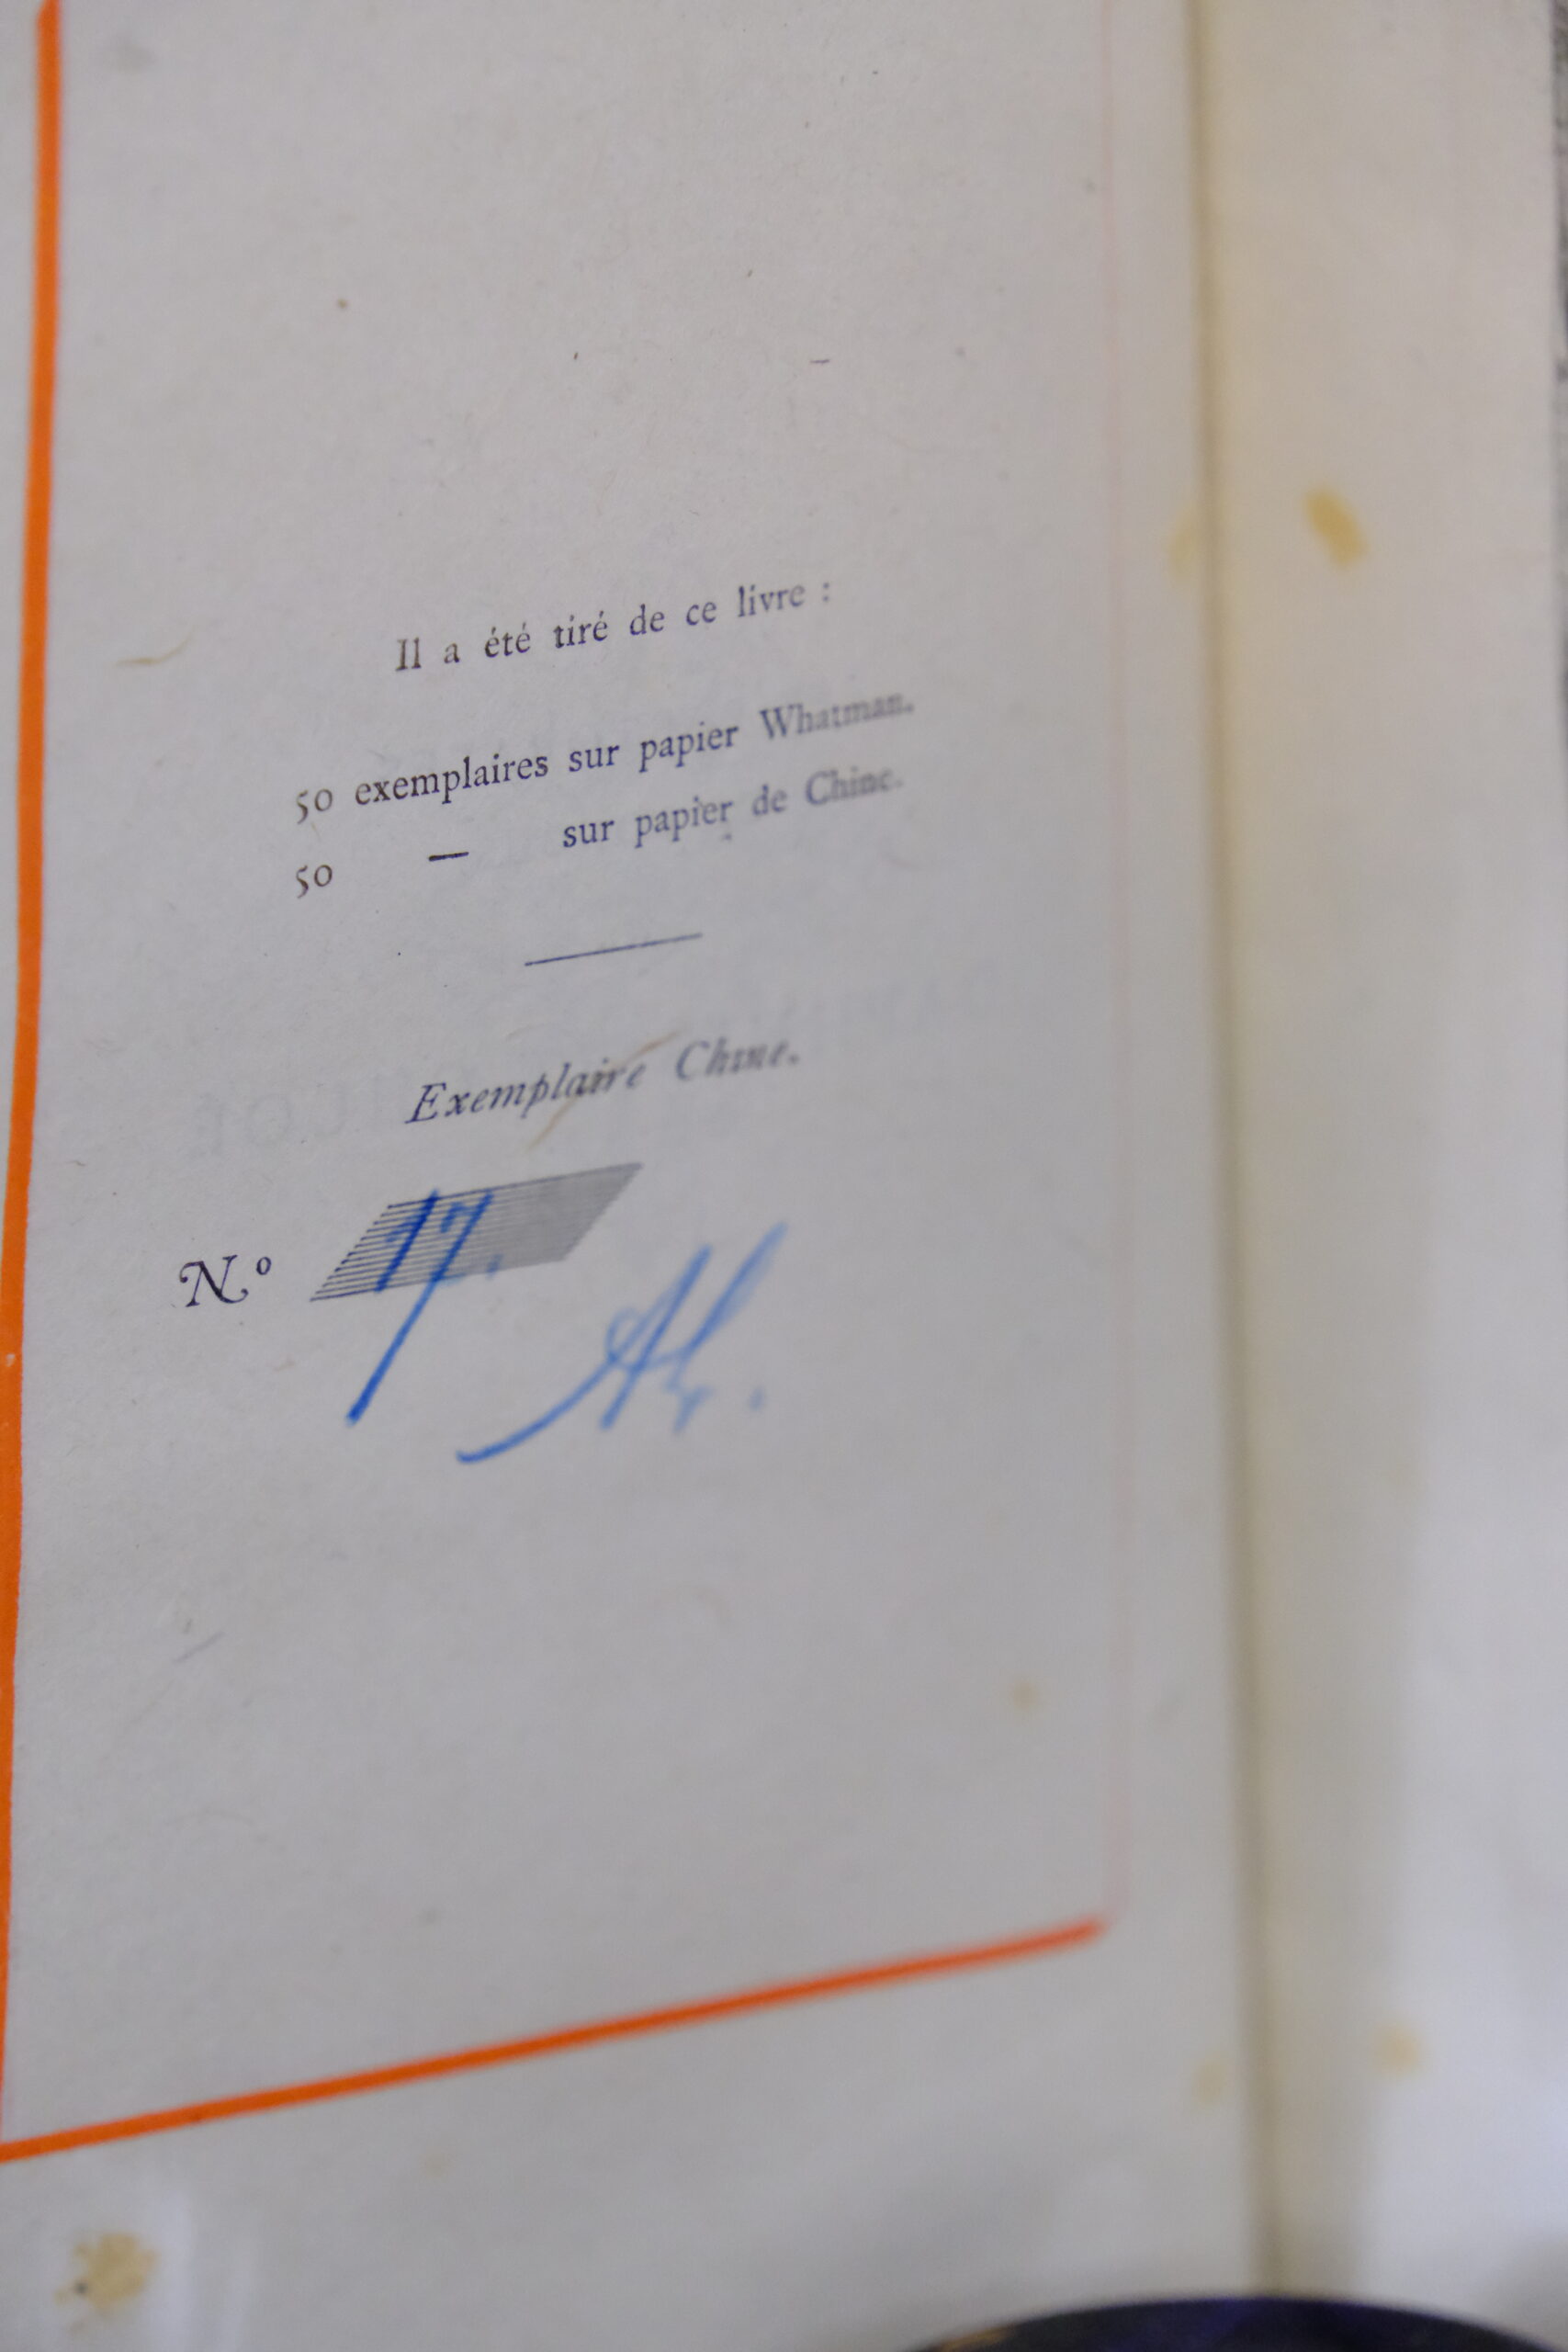 Il a été tiré de ce livre :
50 exemplaires sur papier Whatman.
50 — sur papier de Chine.
Exemplaire Chine.
N.º 17.